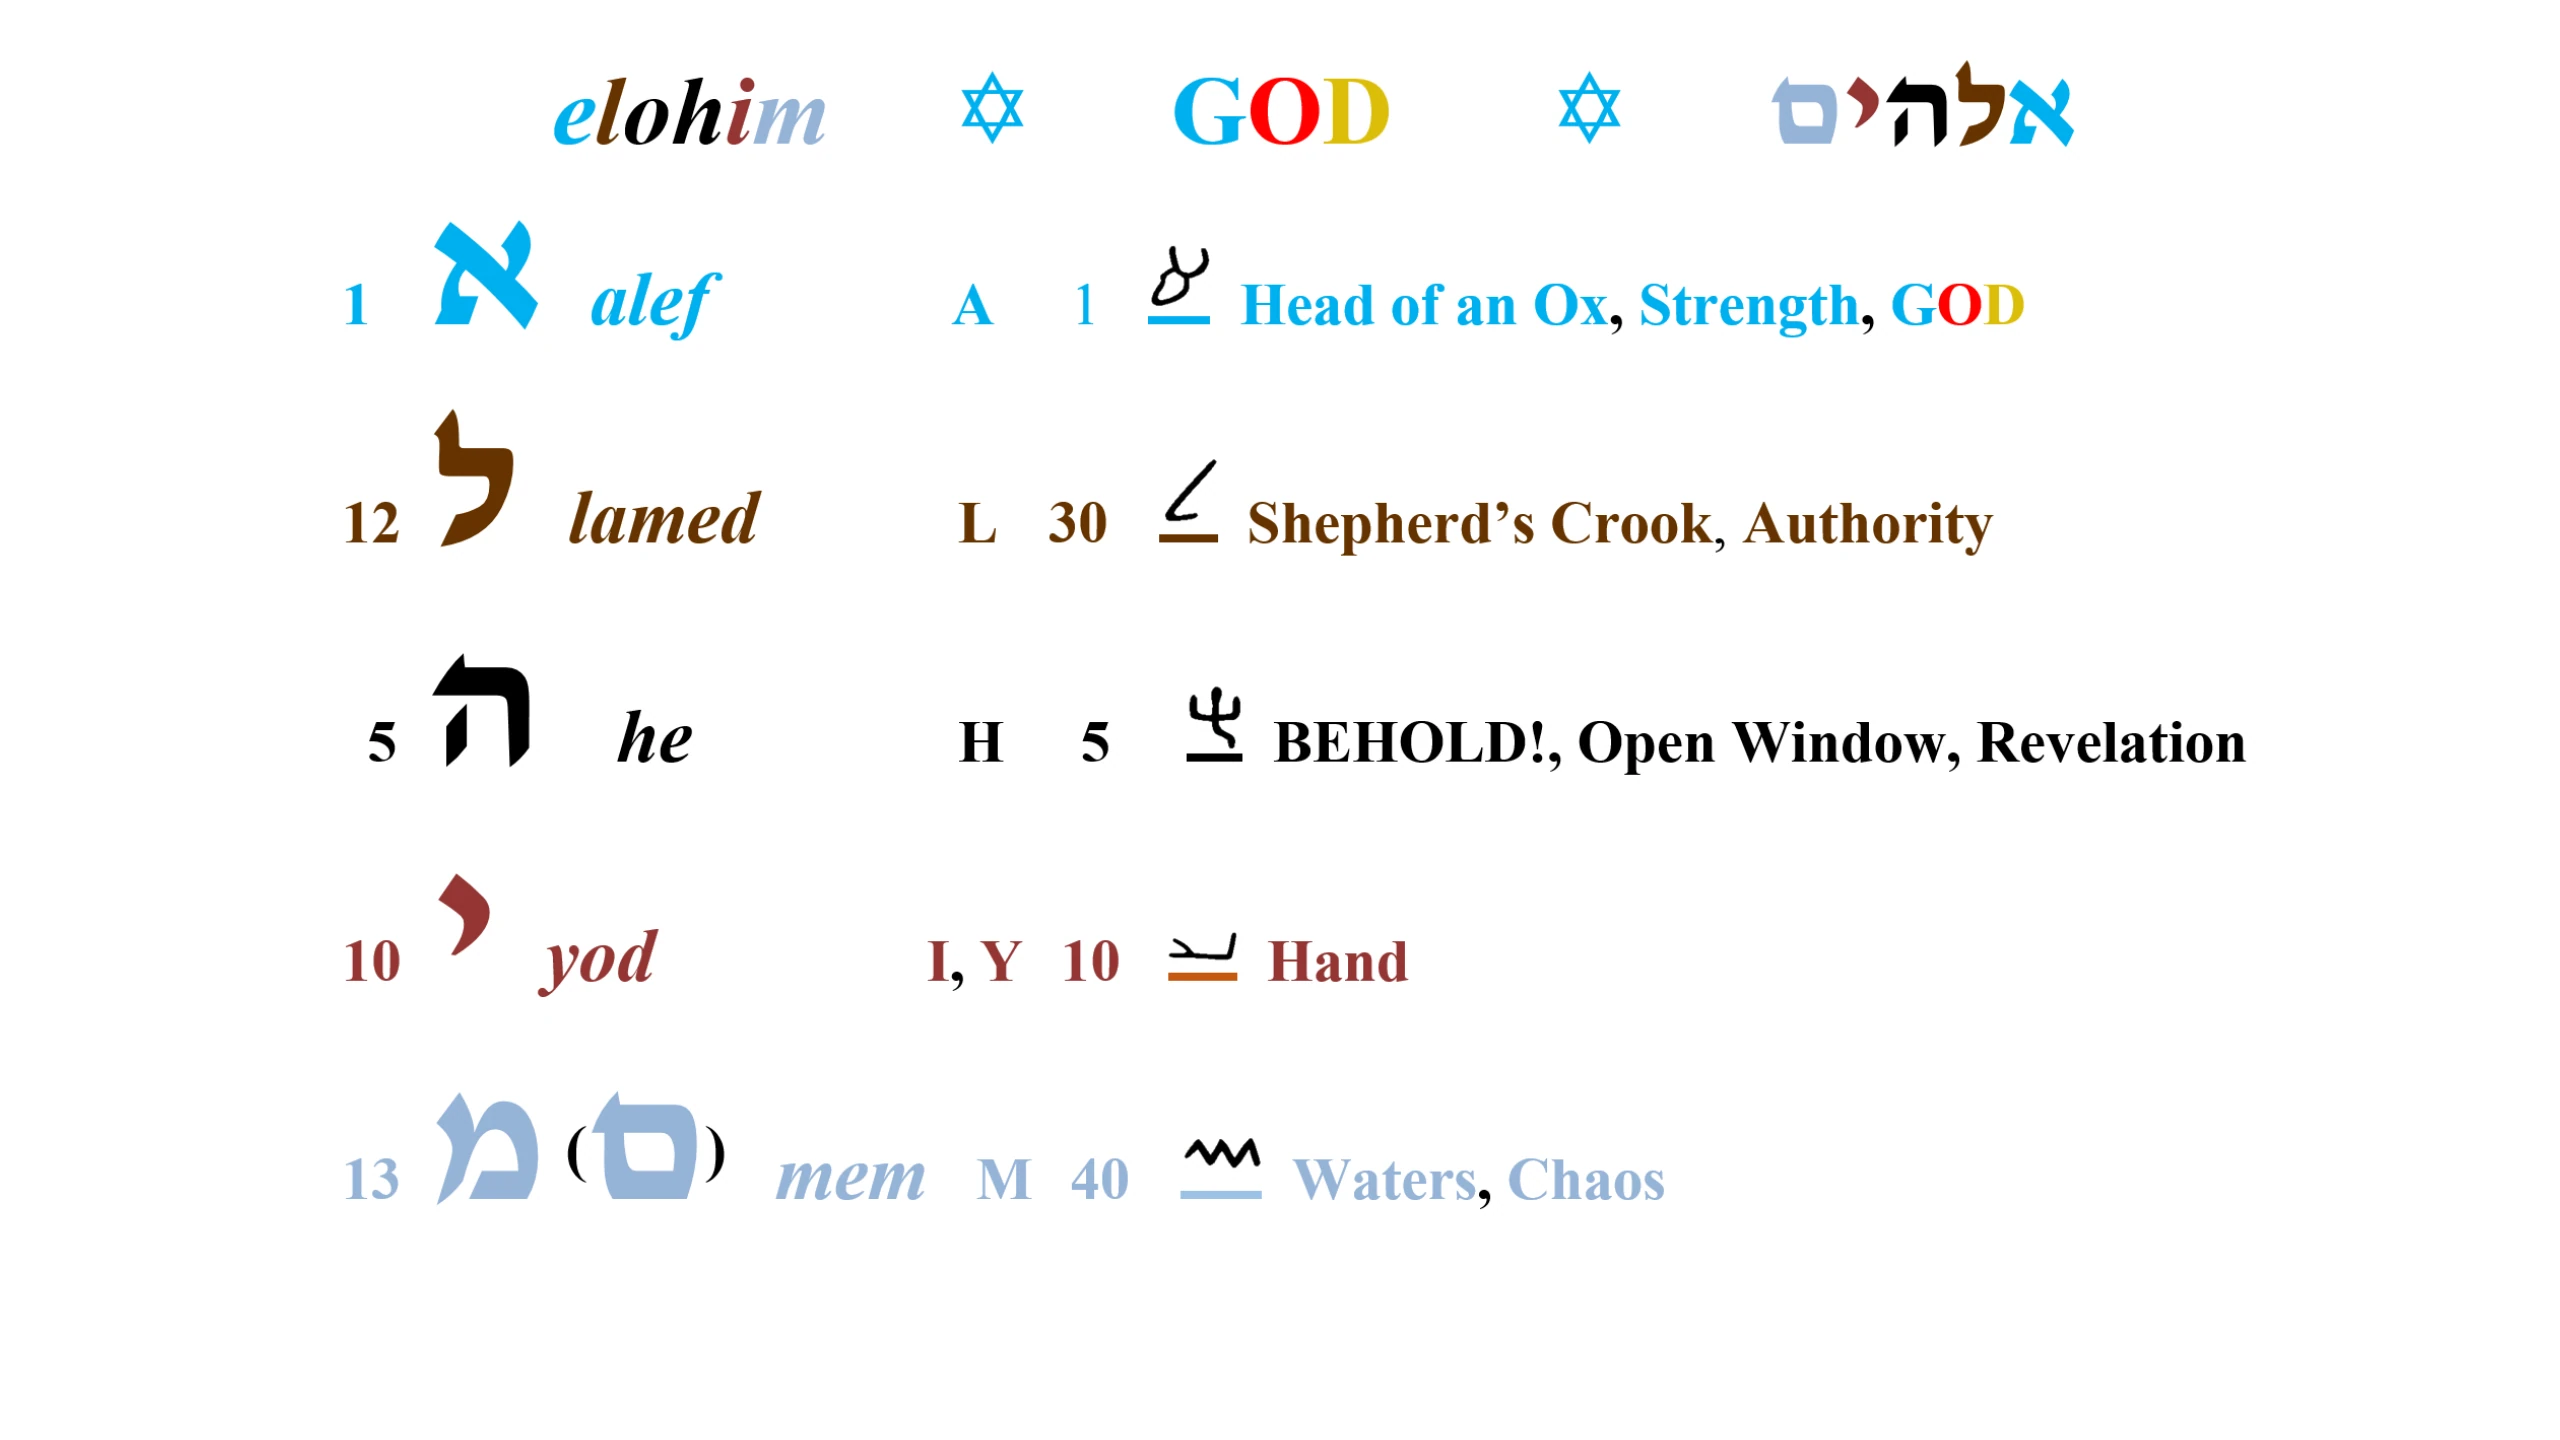 elohim ✡ GOD ✡ אלהים
1 א alef A 1 Head of an Ox, Strength, GOD
12 ל lamed L 30 Shepherd’s Crook, Authority
5 ה he H 5 BEHOLD!, Open Window, Revelation
10 י yod I, Y 10 Hand
13 מ (ם) mem M 40 Waters, Chaos